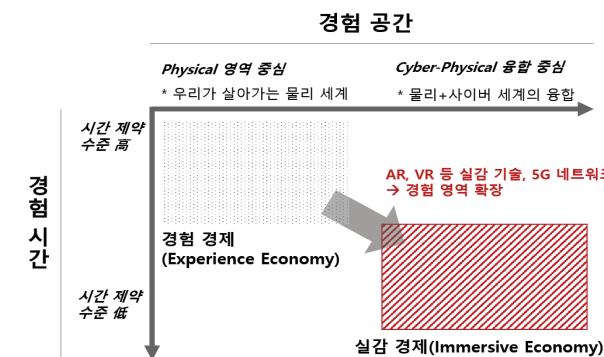 경험 공간
Physical 영역 중심
Cyber-Physical 융합 중심
* 우리가 살아가는 물리 세계
* 물리+사이버 세계의 융합
시간 제약
수준 高
경험 시간
AR, VR 등 실감 기술, 5G 네트워크
→ 경험 영역 확장
경험 경제
(Experience Economy)
시간 제약
수준 低
실감 경제(Immersive Economy)